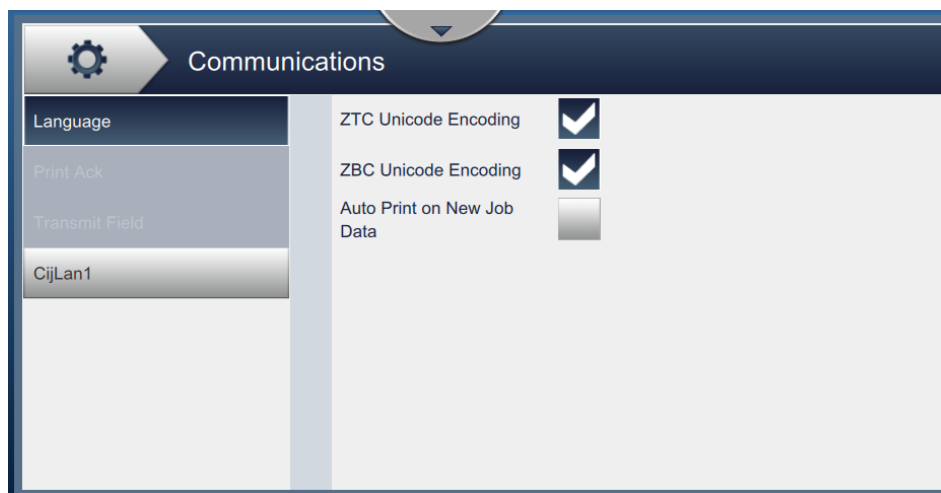 Communications
Language
Print Ack
Transmit Field
CijLan1
ZTC Unicode Encoding
ZBC Unicode Encoding
Auto Print on New Job
Data